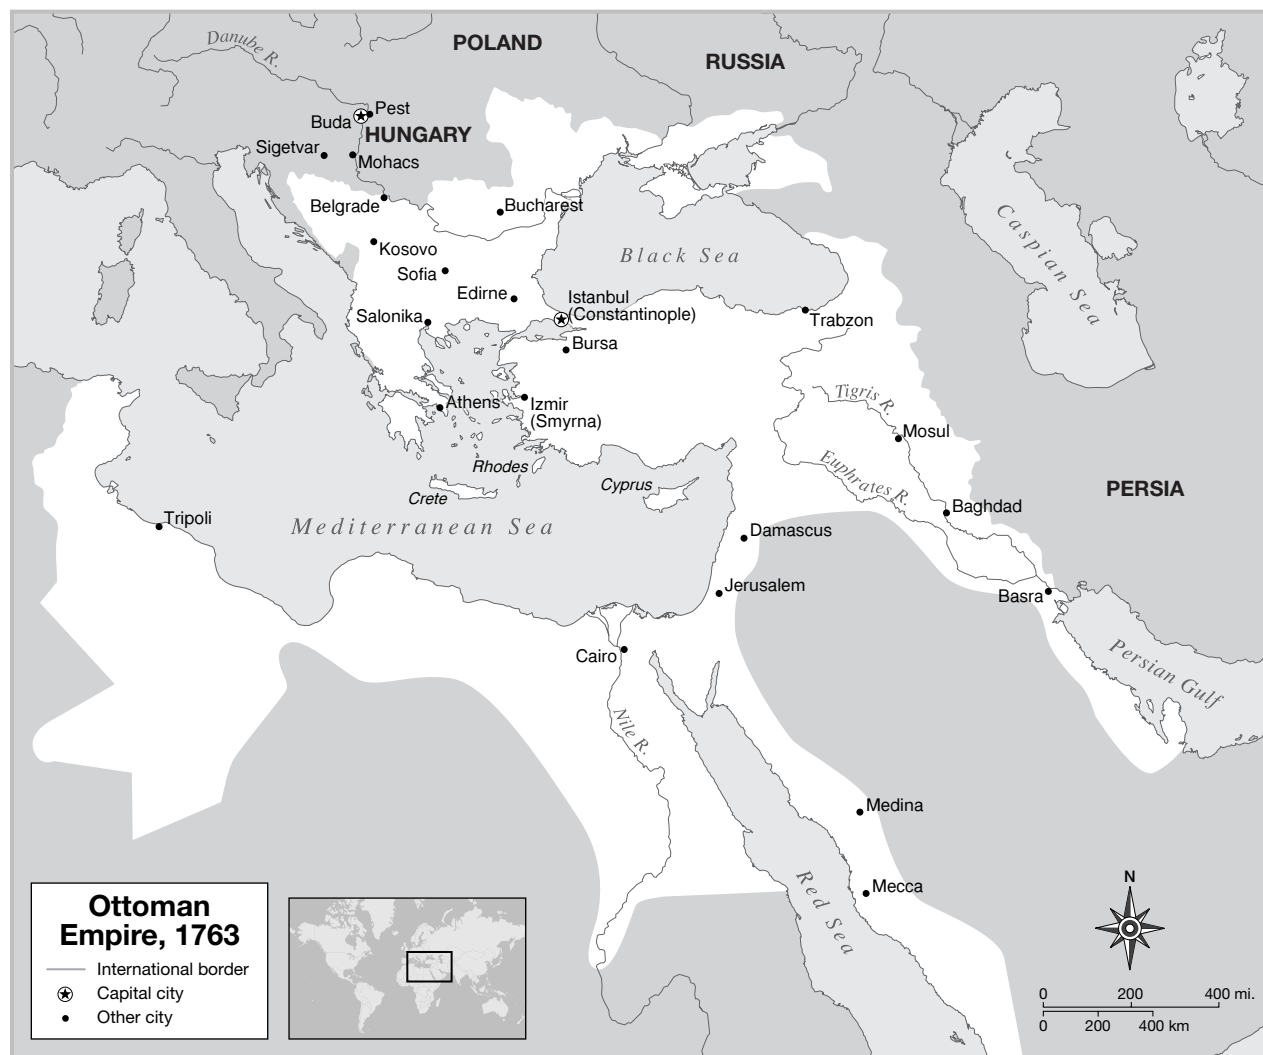 Danube R.
POLAND
RUSSIA
Pest
Buda
HUNGARY
Sigetvar
Mohacs
Belgrade
Bucharest
Kosovo
Sofia
Black Sea
Caspian Sea
Edirne
Istanbul
(Constantinople)
Salonika
Trabzon
Bursa
Tigris R.
Athens
Izmir
(Smyrna)
Mosul
Rhodes
Euphrates R.
Crete
Cyprus
PERSIA
Baghdad
Tripoli
Mediterranean Sea
Damascus
Jerusalem
Basra
Cairo
Persian Gulf
Nile R.
Medina
Mecca
Red Sea
N
Ottoman
Empire, 1763
International border
Capital city
Other city
0 200 400 mi.
0 200 400 km